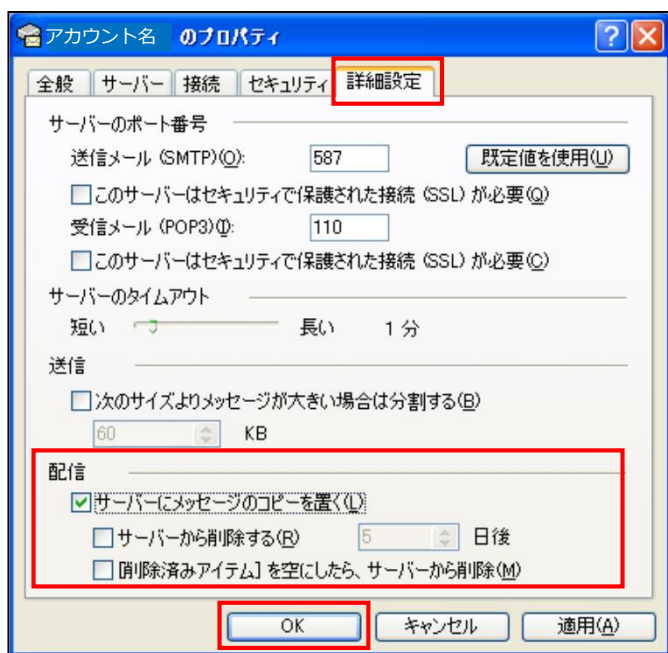 アカウント名 のプロパティ
全般 サーバー 接続 セキュリティ 詳細設定
サーバーのポート番号
送信メール (SMTP)(O): 587 既定値を使用(U)
このサーバーはセキュリティで保護された接続 (SSL) が必要(Q)
受信メール (POP3)(I): 110
このサーバーはセキュリティで保護された接続 (SSL) が必要(C)
サーバーのタイムアウト
短い 長い 1 分
送信
次のサイズよりメッセージが大きい場合は分割する(B)
60 KB
配信
サーバーにメッセージのコピーを置く(L)
サーバーから削除する(R) 5 日後
[削除済みアイテム] を空にしたら、サーバーから削除(M)
OK キャンセル 適用(A)